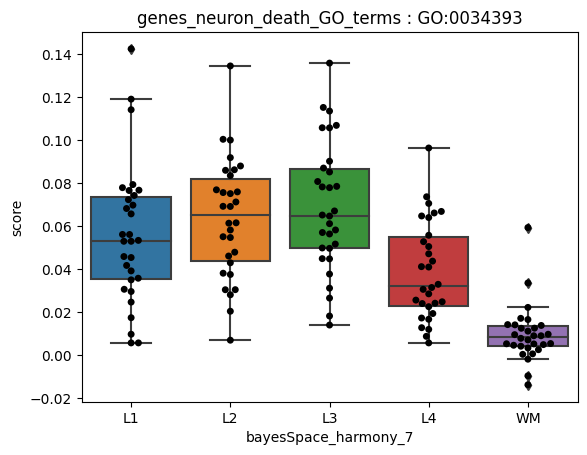 genes_neuron_death_GO_terms : GO:0034393
score
0.14
0.12
0.10
0.08
0.06
0.04
0.02
0.00
−0.02
L1 L2 L3 L4 WM
bayesSpace_harmony_7